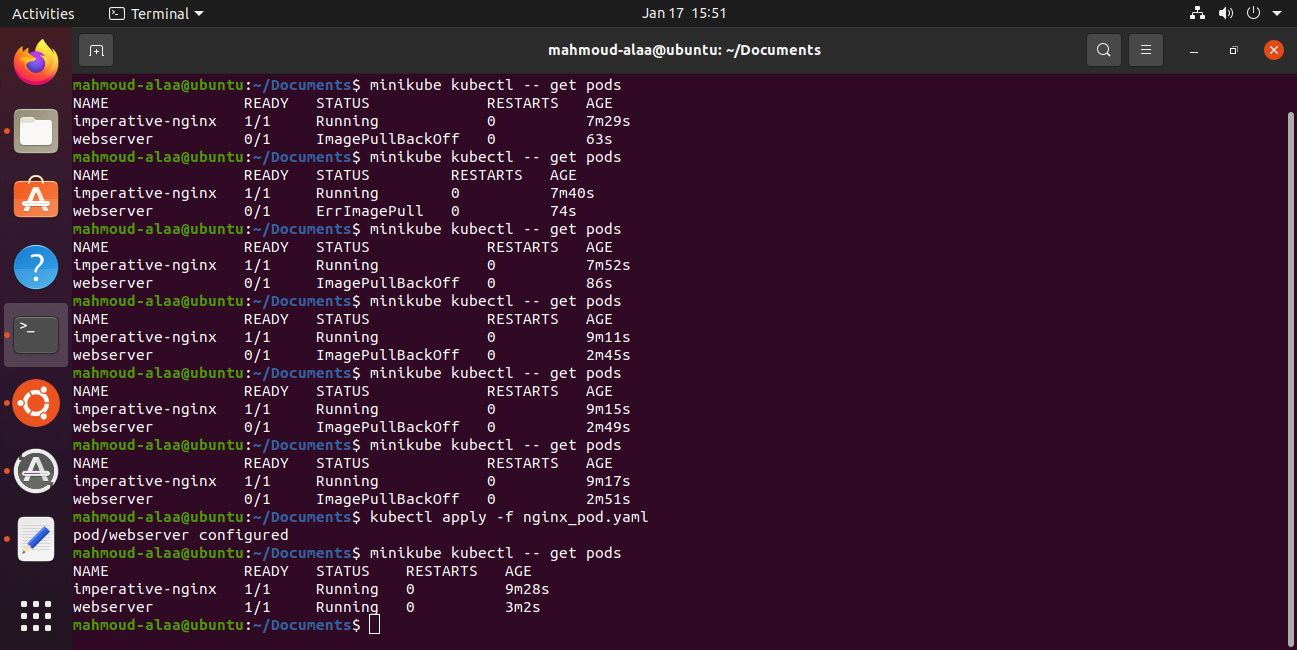 Activities Terminal Jan 17 15:51
mahmoud-alaa@ubuntu: ~/Documents
mahmoud-alaa@ubuntu:~/Documents$ minikube kubectl -- get pods
NAME READY STATUS RESTARTS AGE
imperative-nginx 1/1 Running 0 7m29s
webserver 0/1 ImagePullBackOff 0 63s
mahmoud-alaa@ubuntu:~/Documents$ minikube kubectl -- get pods
NAME READY STATUS RESTARTS AGE
imperative-nginx 1/1 Running 0 7m40s
webserver 0/1 ErrImagePull 0 74s
mahmoud-alaa@ubuntu:~/Documents$ minikube kubectl -- get pods
NAME READY STATUS RESTARTS AGE
imperative-nginx 1/1 Running 0 7m52s
webserver 0/1 ImagePullBackOff 0 86s
mahmoud-alaa@ubuntu:~/Documents$ minikube kubectl -- get pods
NAME READY STATUS RESTARTS AGE
imperative-nginx 1/1 Running 0 9m11s
webserver 0/1 ImagePullBackOff 0 2m45s
mahmoud-alaa@ubuntu:~/Documents$ minikube kubectl -- get pods
NAME READY STATUS RESTARTS AGE
imperative-nginx 1/1 Running 0 9m15s
webserver 0/1 ImagePullBackOff 0 2m49s
mahmoud-alaa@ubuntu:~/Documents$ minikube kubectl -- get pods
NAME READY STATUS RESTARTS AGE
imperative-nginx 1/1 Running 0 9m17s
webserver 0/1 ImagePullBackOff 0 2m51s
mahmoud-alaa@ubuntu:~/Documents$ kubectl apply -f nginx_pod.yaml
pod/webserver configured
mahmoud-alaa@ubuntu:~/Documents$ minikube kubectl -- get pods
NAME READY STATUS RESTARTS AGE
imperative-nginx 1/1 Running 0 9m28s
webserver 1/1 Running 0 3m2s
mahmoud-alaa@ubuntu:~/Documents$